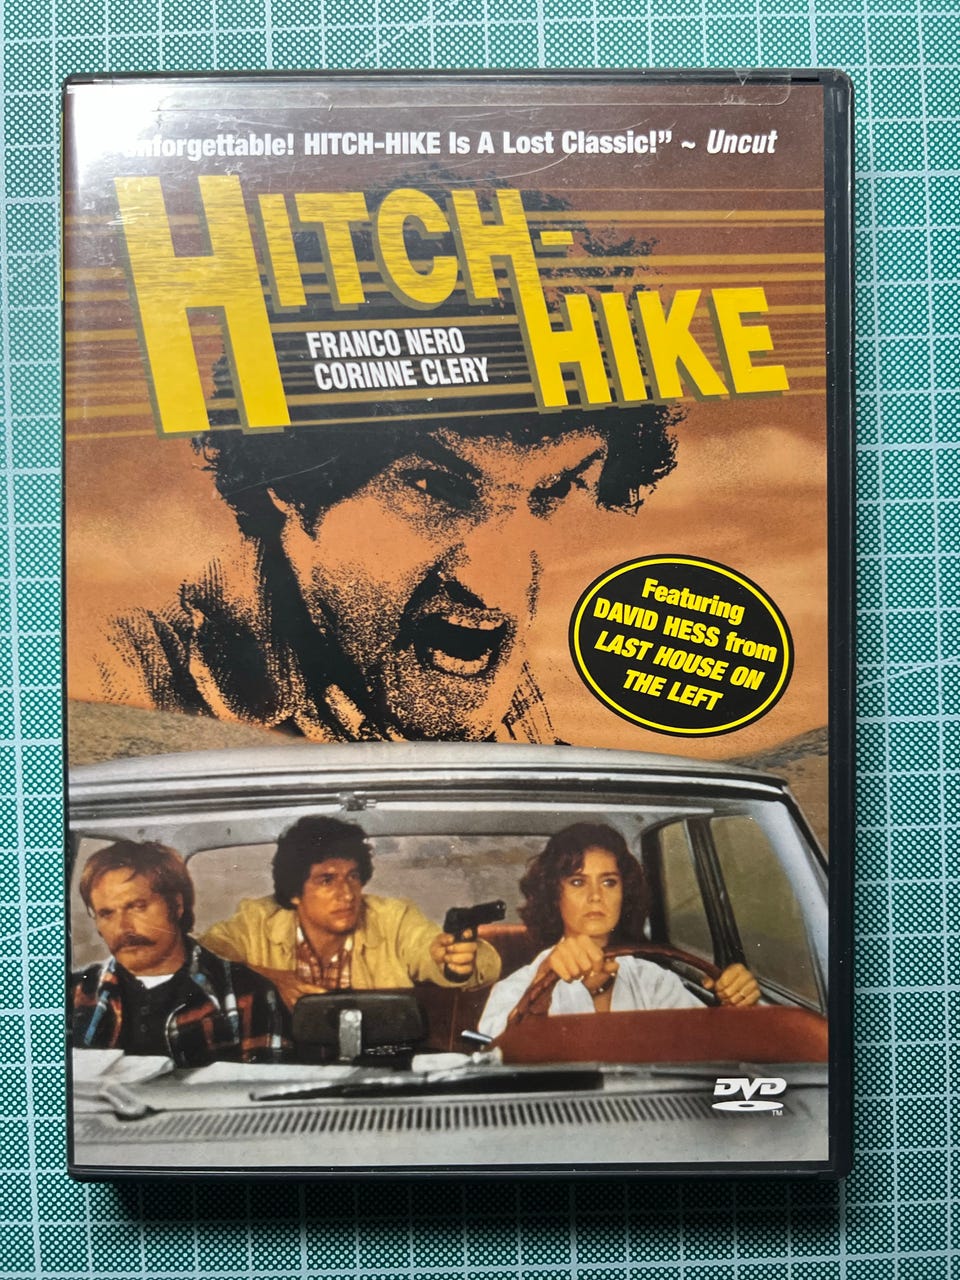 Unforgettable! HITCH-HIKE Is A Lost Classic!” ~ Uncut
HITCH-
HIKE
FRANCO NERO
CORINNE CLERY
Featuring
DAVID HESS from
LAST HOUSE ON
THE LEFT
DVD
TM